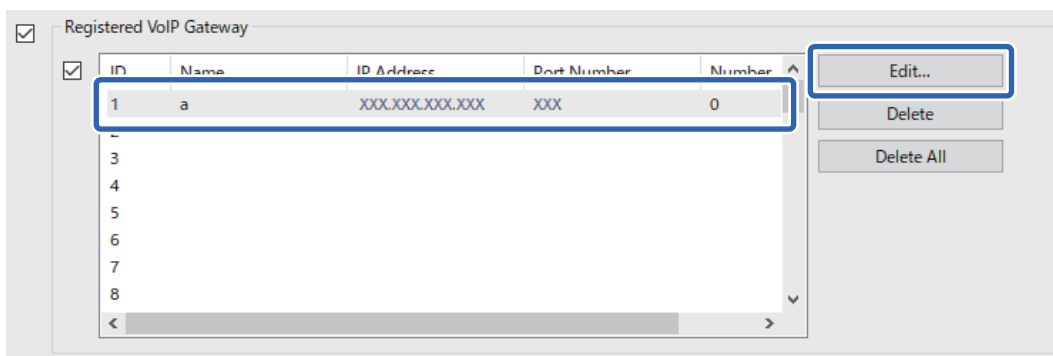 Registered VoIP Gateway
ID Name IP Address Port Number Number
1 a XXX.XXX.XXX.XXX XXX 0
2
3
4
5
6
7
8
Edit...
Delete
Delete All